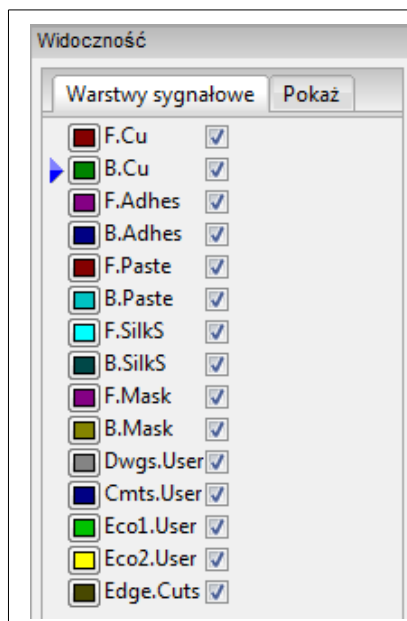 Widoczność
Warstwy sygnałowe Pokaż
F.Cu
B.Cu
F.Adhes
B.Adhes
F.Paste
B.Paste
F.SilkS
B.SilkS
F.Mask
B.Mask
Dwgs.User
Cmts.User
Eco1.User
Eco2.User
Edge.Cuts